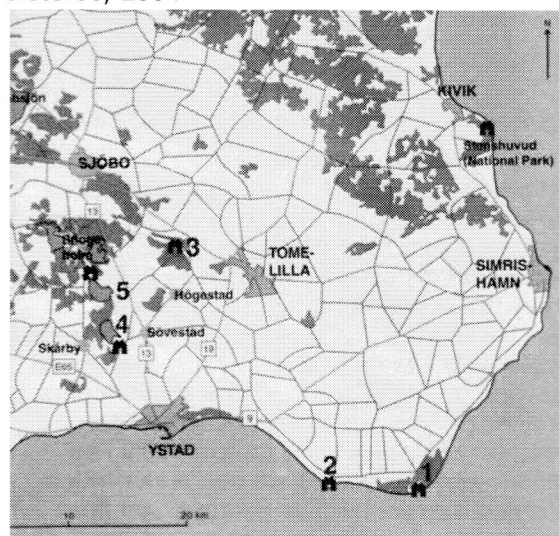 N
KIVIK
Stenshuvud
(National Park)
SJÖBO
13
3
TOME-
LILLA
SIMRIS-
HAMN
5
Högestad
4
Sövestad
Skårby
13
19
E65
9
YSTAD
2
1
10
20 km